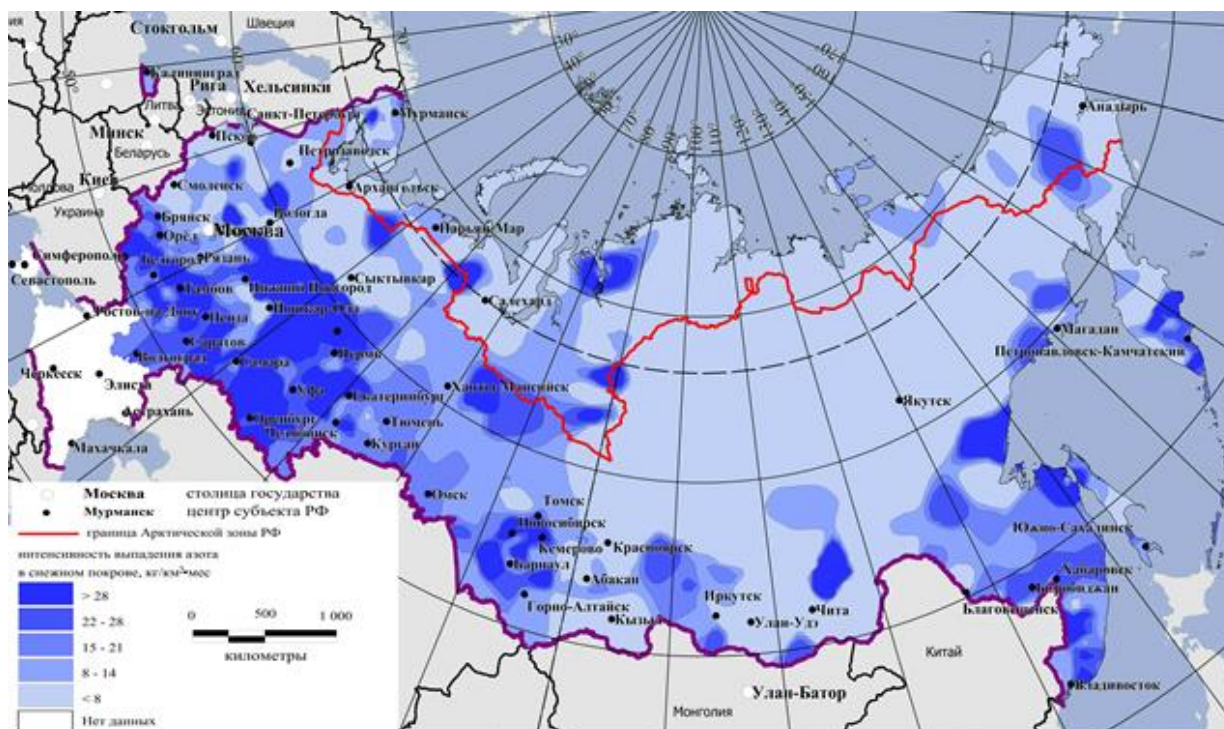 Стокгольм
Швеция
Калининград
Рига
Литва
Эстония
Хельсинки
Санкт-Петербург
Мурманск
Минск
Беларусь
Псков
Петрозаводск
Молдова
Киев
Украина
Смоленск
Архангельск
Брянск
Вологда
Орёл
Москва
Нарьян-Мар
Анадырь
Симферополь
Севастополь
Белгород
Рязань
Сыктывкар
Тамбов
Нижний Новгород
Салехард
Ростов-на-Дону
Пенза
Йошкар-Ола
Магадан
Саратов
Волгоград
Самара
Пермь
Петропавловск-Камчатский
Черкесск
Элиста
Уфа
Екатеринбург
Ханты-Мансийск
Якутск
Астрахань
Оренбург
Челябинск
Тюмень
Махачкала
Курган
Омск
Томск
Новосибирск
Кемерово
Красноярск
Южно-Сахалинск
Барнаул
Абакан
Хабаровск
Биробиджан
Горно-Алтайск
Иркутск
Чита
Благовещенск
Кызыл
Улан-Удэ
Китай
Владивосток
Улан-Батор
Монголия
Москва столица государства
Мурманск центр субъекта РФ
граница Арктической зоны РФ
интенсивность выпадения азота
в снежном покрове, кг/км²•мес
> 28
22 - 28
15 - 21
8 - 14
< 8
Нет данных
0 500 1 000
километры